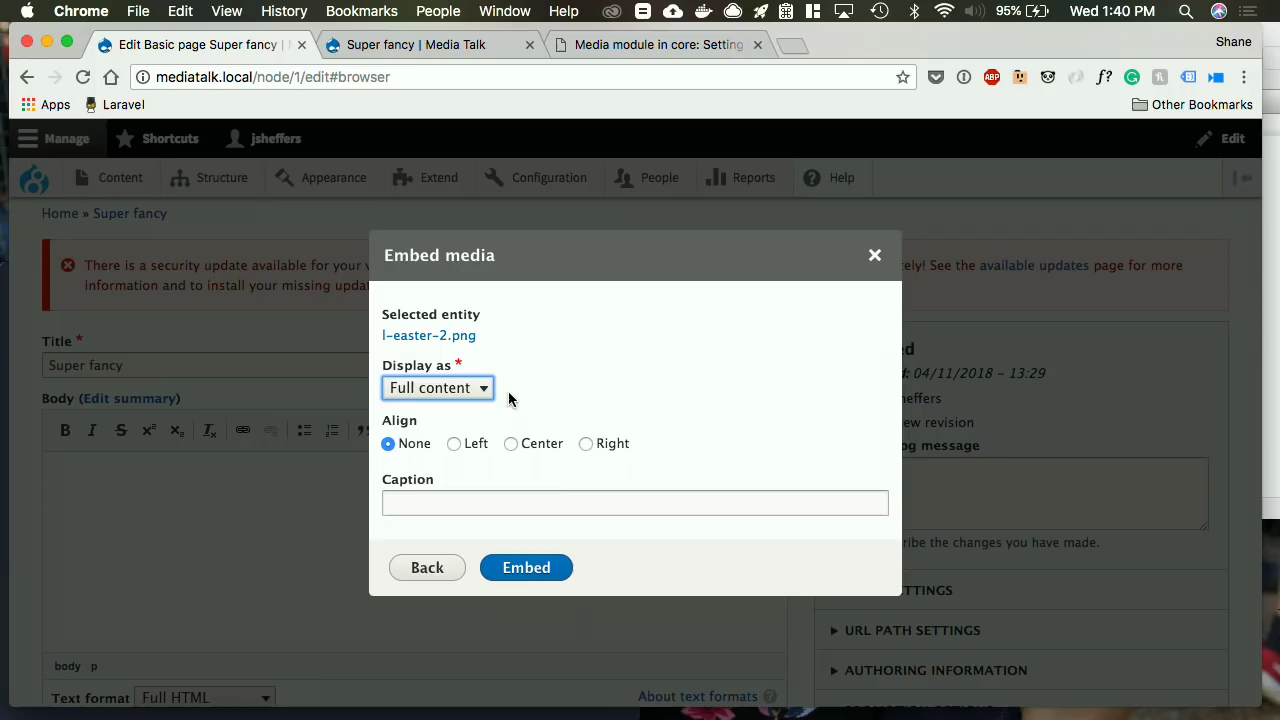 Chrome File Edit View History Bookmarks People Window Help 95% Wed 1:40 PM
Edit Basic page Super fancy | Super fancy | Media Talk Media module in core: Setting Shane
mediatalk.local/node/1/edit#browser
ABP f?
Apps Laravel Other Bookmarks
Manage Shortcuts jsheffers Edit
Content Structure Appearance Extend Configuration People Reports Help
Home » Super fancy
There is a security update available for your v
ely! See the available updates page for more
information and to install your missing upda
Embed media
Selected entity
l-easter-2.png
Display as *
Full content
Align
None Left Center Right
Caption
Back Embed
Title *
Super fancy
Body (Edit summary)
B I S x² x₂ Tx
body p
Text format Full HTML About text formats
ed
d: 04/11/2018 - 13:29
effers
ew revision
og message
ribe the changes you have made.
TTINGS
URL PATH SETTINGS
AUTHORING INFORMATION